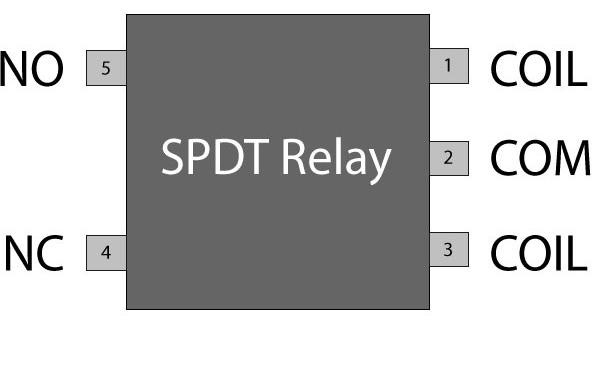 NO 5 1 COIL
SPDT Relay 2 COM
NC 4 3 COIL